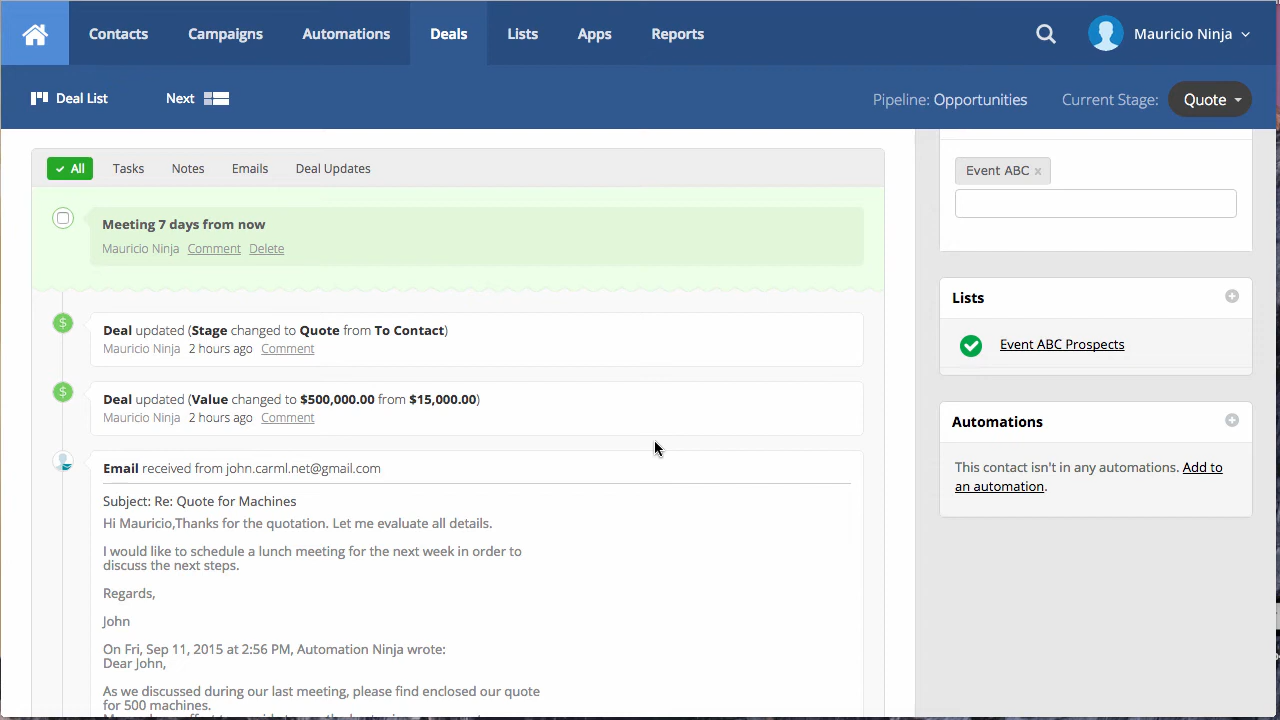 Contacts Campaigns Automations Deals Lists Apps Reports Mauricio Ninja
Deal List Next Pipeline: Opportunities Current Stage: Quote
All Tasks Notes Emails Deal Updates
Meeting 7 days from now
Mauricio Ninja Comment Delete
Deal updated (Stage changed to Quote from To Contact)
Mauricio Ninja 2 hours ago Comment
Deal updated (Value changed to $500,000.00 from $15,000.00)
Mauricio Ninja 2 hours ago Comment
Email received from john.carml.net@gmail.com
Subject: Re: Quote for Machines
Hi Mauricio,Thanks for the quotation. Let me evaluate all details.
I would like to schedule a lunch meeting for the next week in order to
discuss the next steps.
Regards,
John
On Fri, Sep 11, 2015 at 2:56 PM, Automation Ninja wrote:
Dear John,
As we discussed during our last meeting, please find enclosed our quote
for 500 machines.
Event ABC x
Lists
Event ABC Prospects
Automations
This contact isn't in any automations. Add to
an automation.